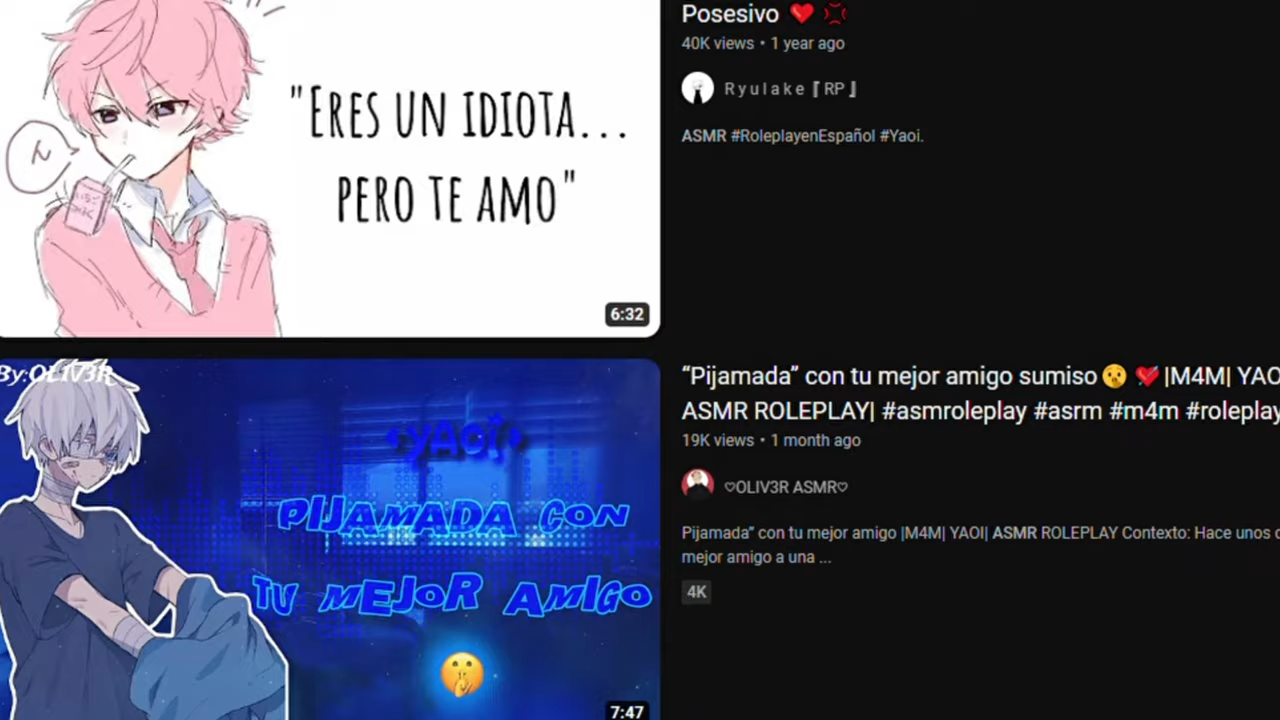 "ERES UN IDIOTA...
PERO TE AMO"
6:32
Posesivo ❤️ 💢
40K views • 1 year ago
R y u l a k e 『 RP 』
ASMR #RoleplayenEspañol #Yaoi.
By:OLIV3R
yAoi
PIJAMADA CON
TU MEJOR AMIGO
7:47
“Pijamada” con tu mejor amigo sumiso🤫 💘|M4M| YAO
ASMR ROLEPLAY| #asmroleplay #asrm #m4m #roleplay
19K views • 1 month ago
♡OLIV3R ASMR♡
Pijamada” con tu mejor amigo |M4M| YAOI| ASMR ROLEPLAY Contexto: Hace unos
mejor amigo a una ...
4K